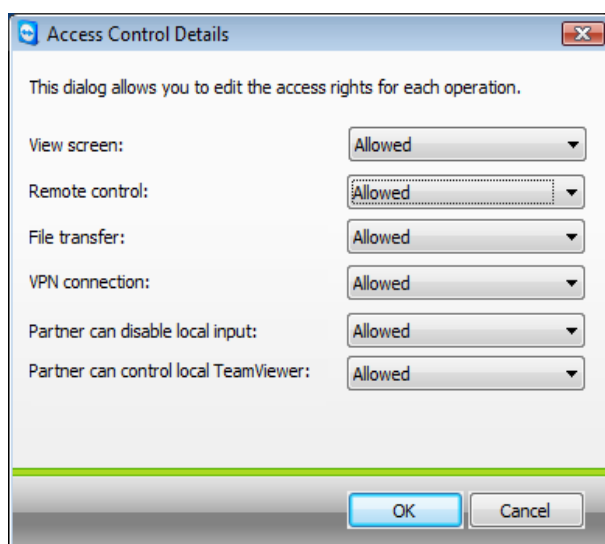 Access Control Details
This dialog allows you to edit the access rights for each operation.
View screen: Allowed
Remote control: Allowed
File transfer: Allowed
VPN connection: Allowed
Partner can disable local input: Allowed
Partner can control local TeamViewer: Allowed
OK Cancel